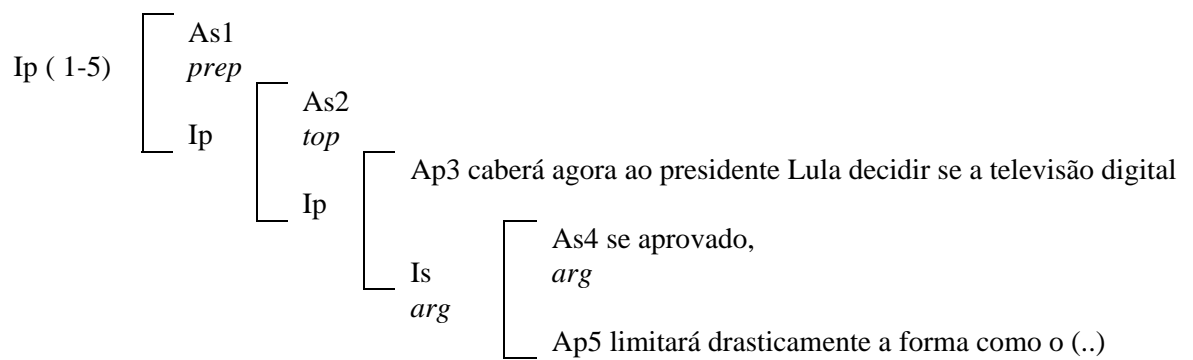 As1
Ip ( 1-5)
prep
As2
Ip
top
Ap3 caberá agora ao presidente Lula decidir se a televisão digital
Ip
As4 se aprovado,
Is
arg
arg
Ap5 limitará drasticamente a forma como o (..)